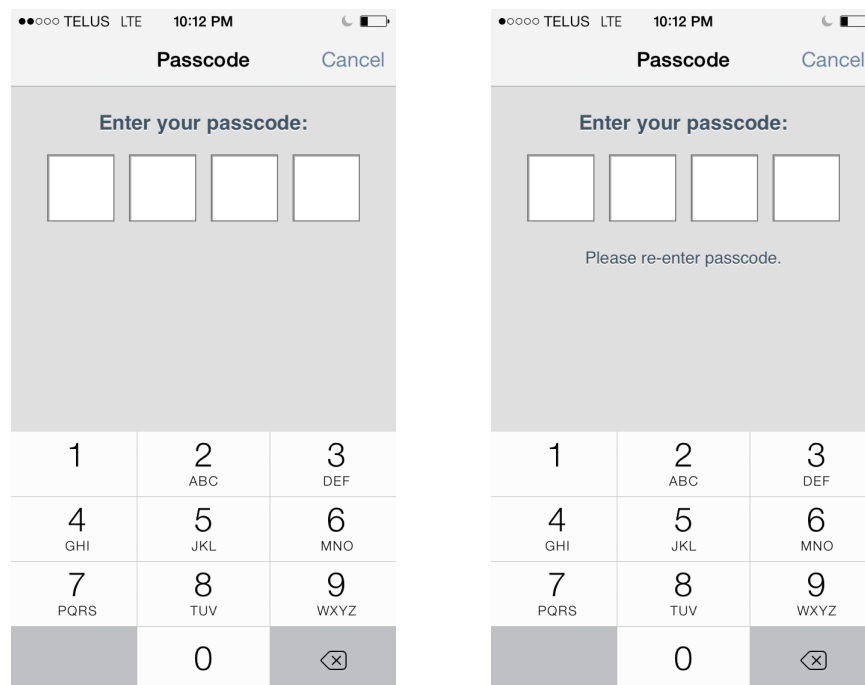 TELUS LTE 10:12 PM
Passcode Cancel
Enter your passcode:
1 2 3
ABC DEF
4 5 6
GHI JKL MNO
7 8 9
PQRS TUV WXYZ
0
TELUS LTE 10:12 PM
Passcode Cancel
Enter your passcode:
Please re-enter passcode.
1 2 3
ABC DEF
4 5 6
GHI JKL MNO
7 8 9
PQRS TUV WXYZ
0